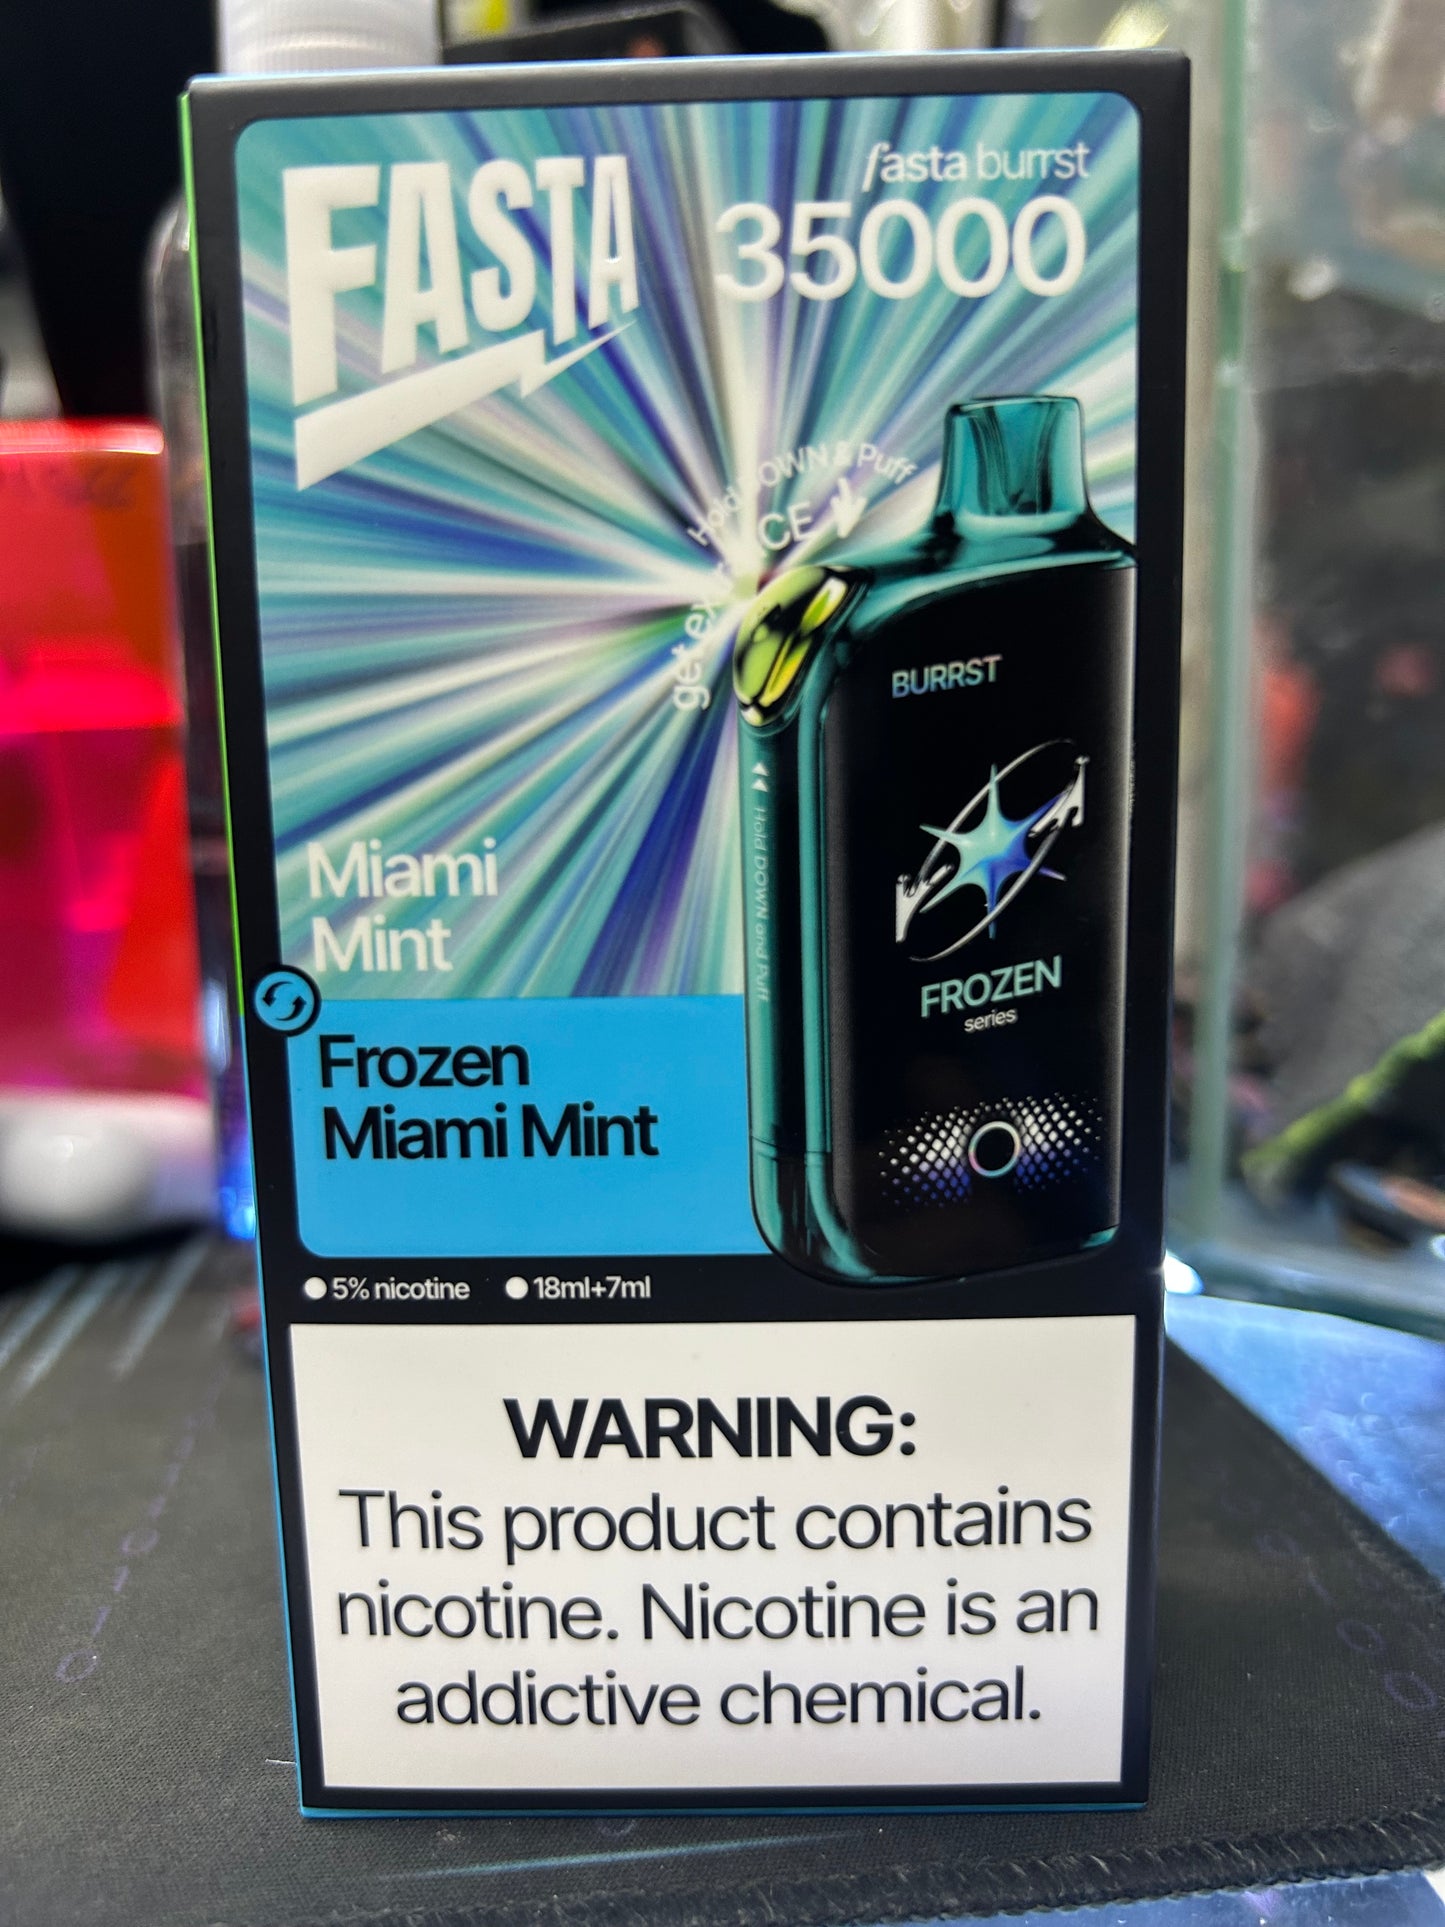 FASTA
fasta burrst
35000
Hold DOWN & Puff
ICE
get
BURRST
Hold DOWN and Puff
FROZEN
series
Miami
Mint
Frozen
Miami Mint
5% nicotine
18ml+7ml
WARNING:
This product contains
nicotine. Nicotine is an
addictive chemical.